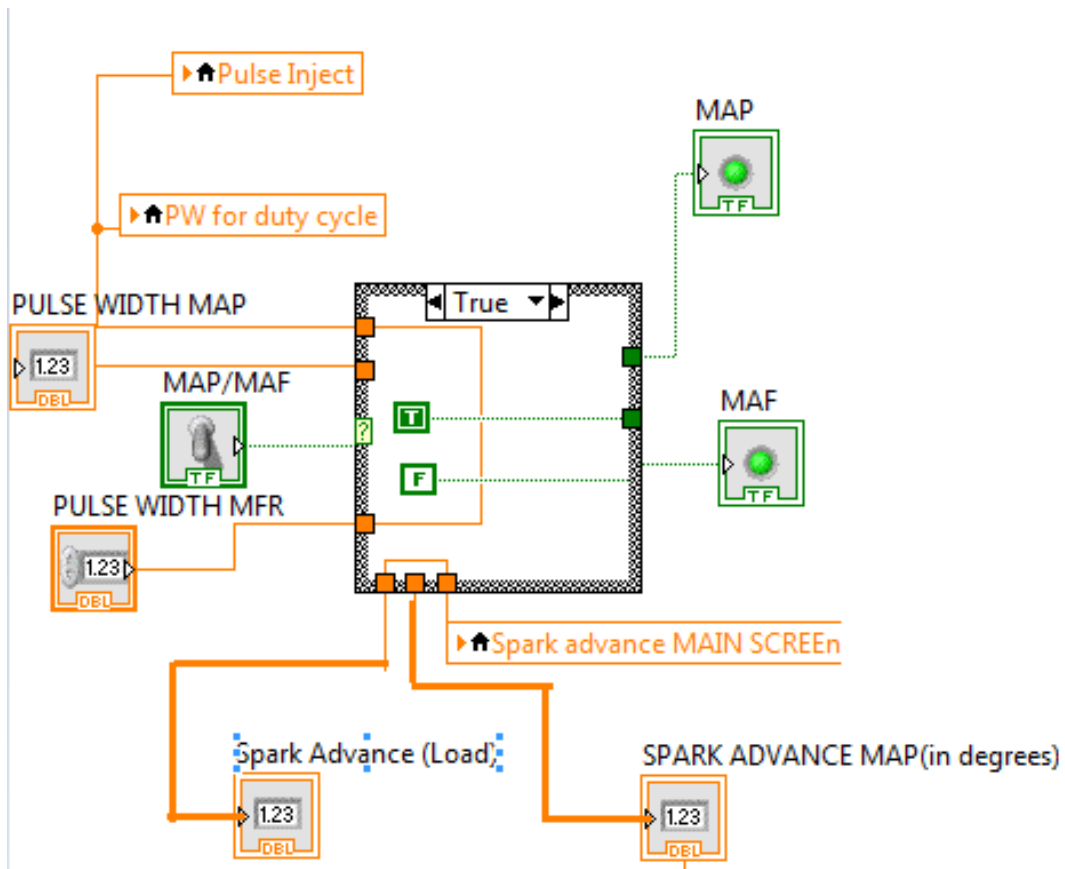 Pulse Inject
MAP
TF
PW for duty cycle
PULSE WIDTH MAP
True
1.23
DBL
MAP/MAF
TF
?
T
MAF
TF
F
PULSE WIDTH MFR
1.23
DBL
Spark advance MAIN SCREEn
Spark Advance (Load)
SPARK ADVANCE MAP(in degrees)
1.23
DBL
1.23
DBL